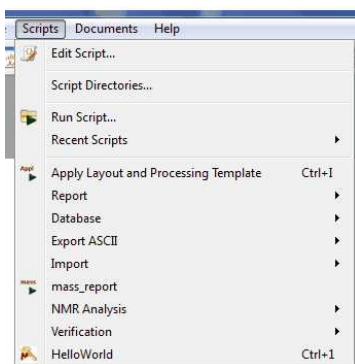 Scripts Documents Help
Edit Script...
Script Directories...
Run Script...
Recent Scripts
Apply Layout and Processing Template Ctrl+I
Report
Database
Export ASCII
Import
mass_report
NMR Analysis
Verification
HelloWorld Ctrl+1